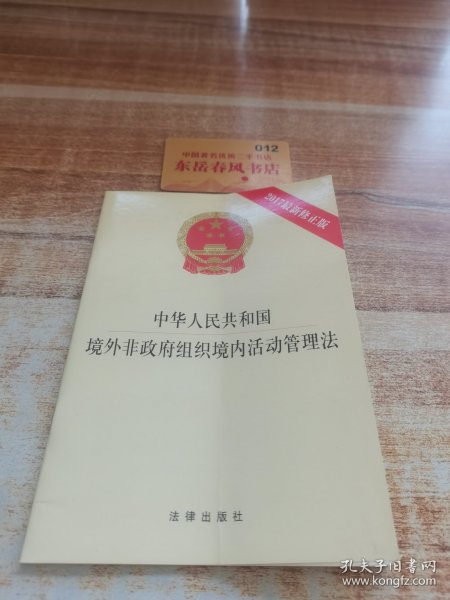 012
中国著名优秀二手书店
东岳春风书店
2017最新修正版
中华人民共和国
境外非政府组织境内活动管理法
法律出版社
孔夫子旧书网
www.kongfz.com